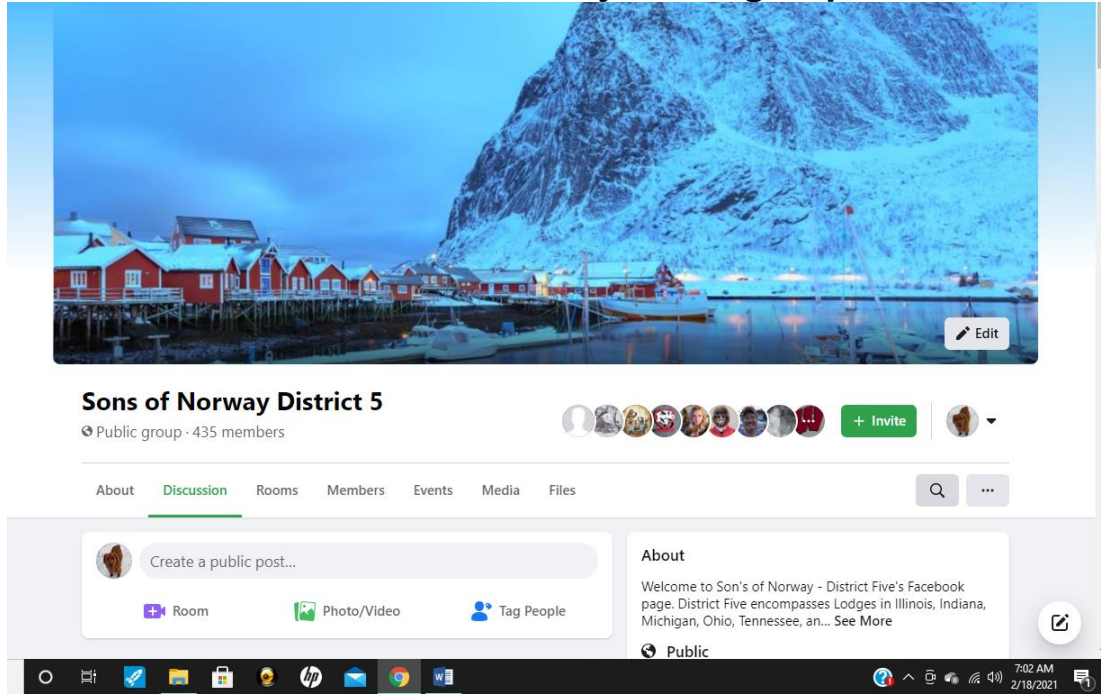 Edit
Sons of Norway District 5
Public group · 435 members
+ Invite
About Discussion Rooms Members Events Media Files
Create a public post...
Room Photo/Video Tag People
About
Welcome to Son's of Norway - District Five's Facebook
page. District Five encompasses Lodges in Illinois, Indiana,
Michigan, Ohio, Tennessee, an... See More
Public
hp
7:02 AM
2/18/2021